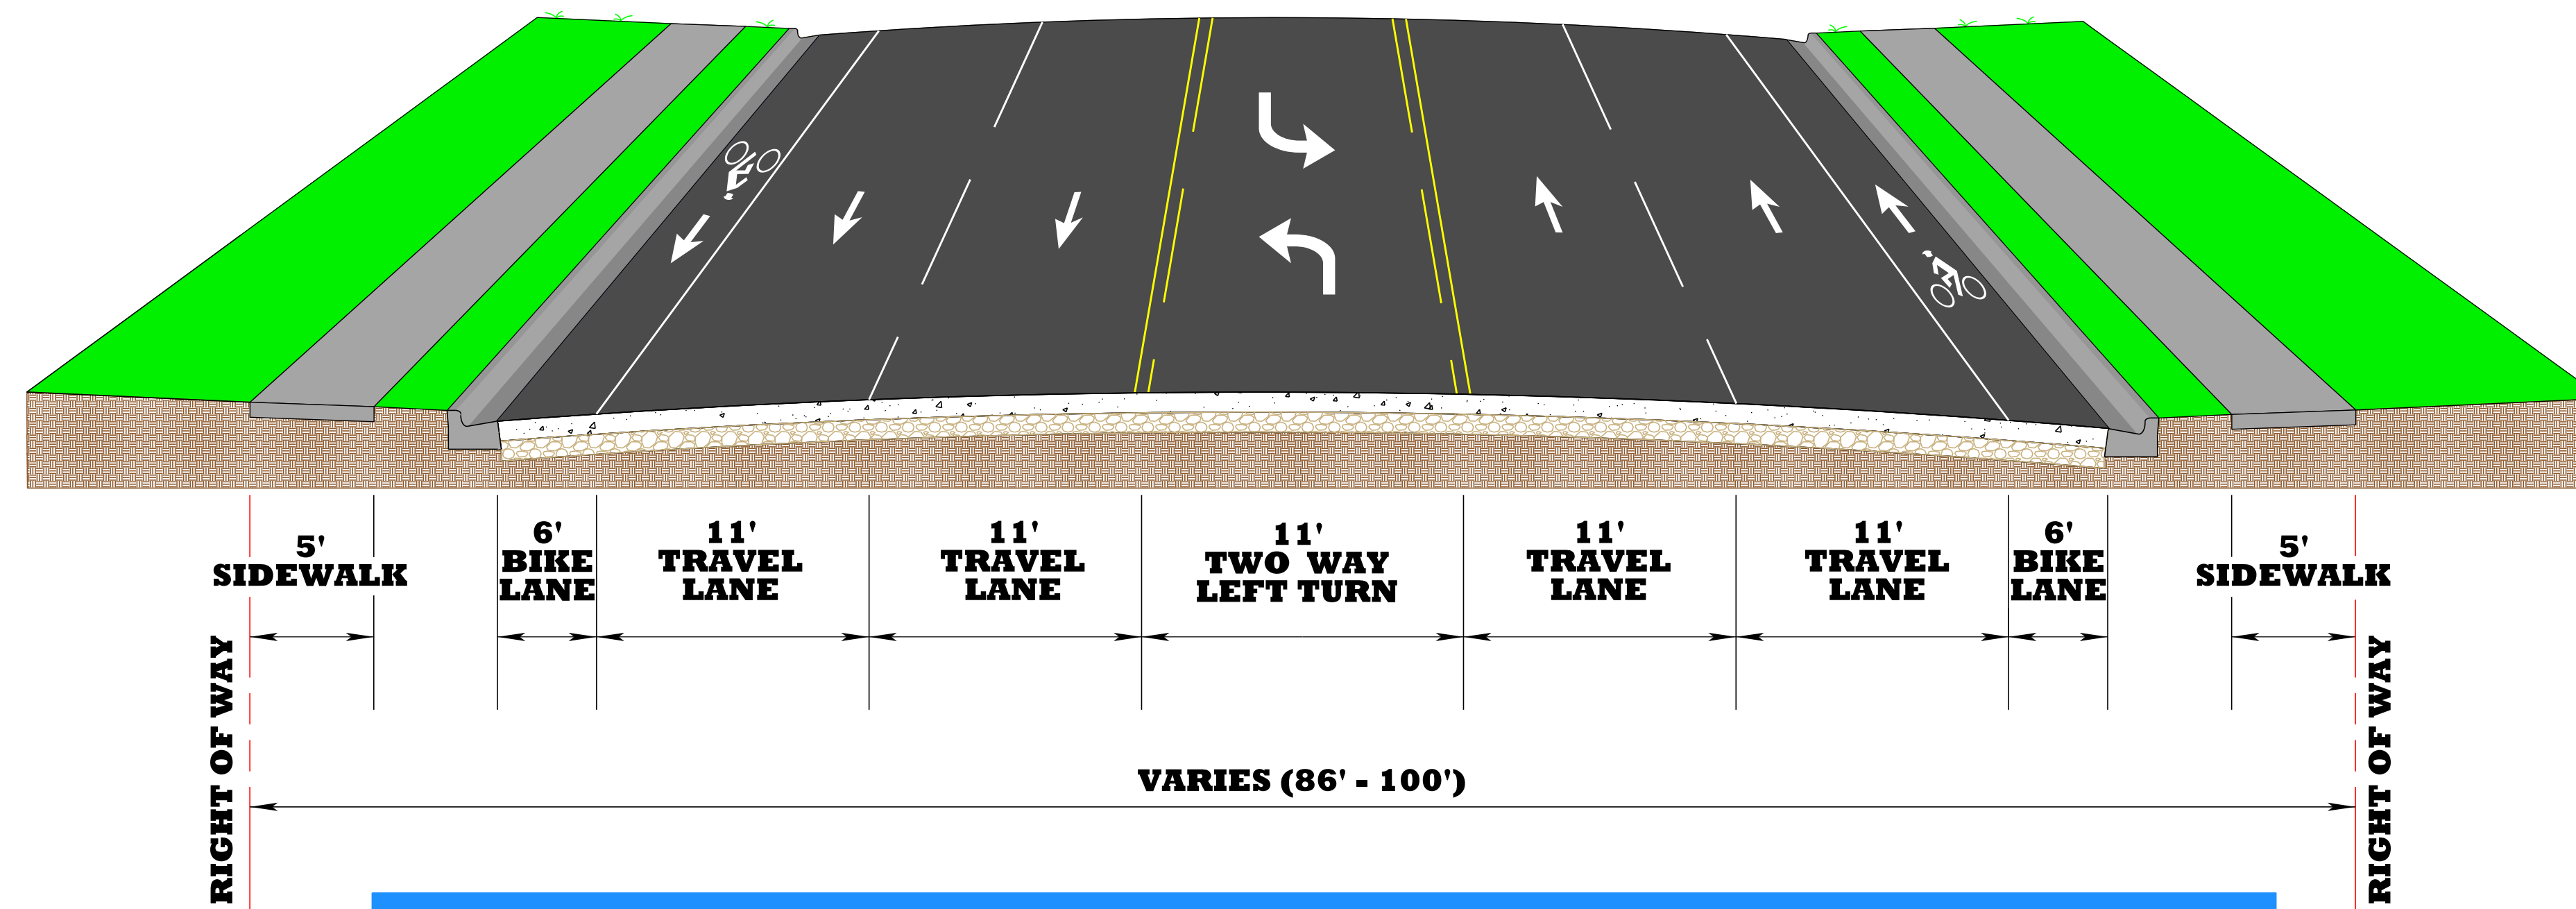 5'
SIDEWALK
6'
BIKE
LANE
11'
TRAVEL
LANE
11'
TRAVEL
LANE
11'
TWO WAY
LEFT TURN
11'
TRAVEL
LANE
11'
TRAVEL
LANE
6'
BIKE
LANE
5'
SIDEWALK
RIGHT OF WAY
VARIES (86' - 100')
RIGHT OF WAY